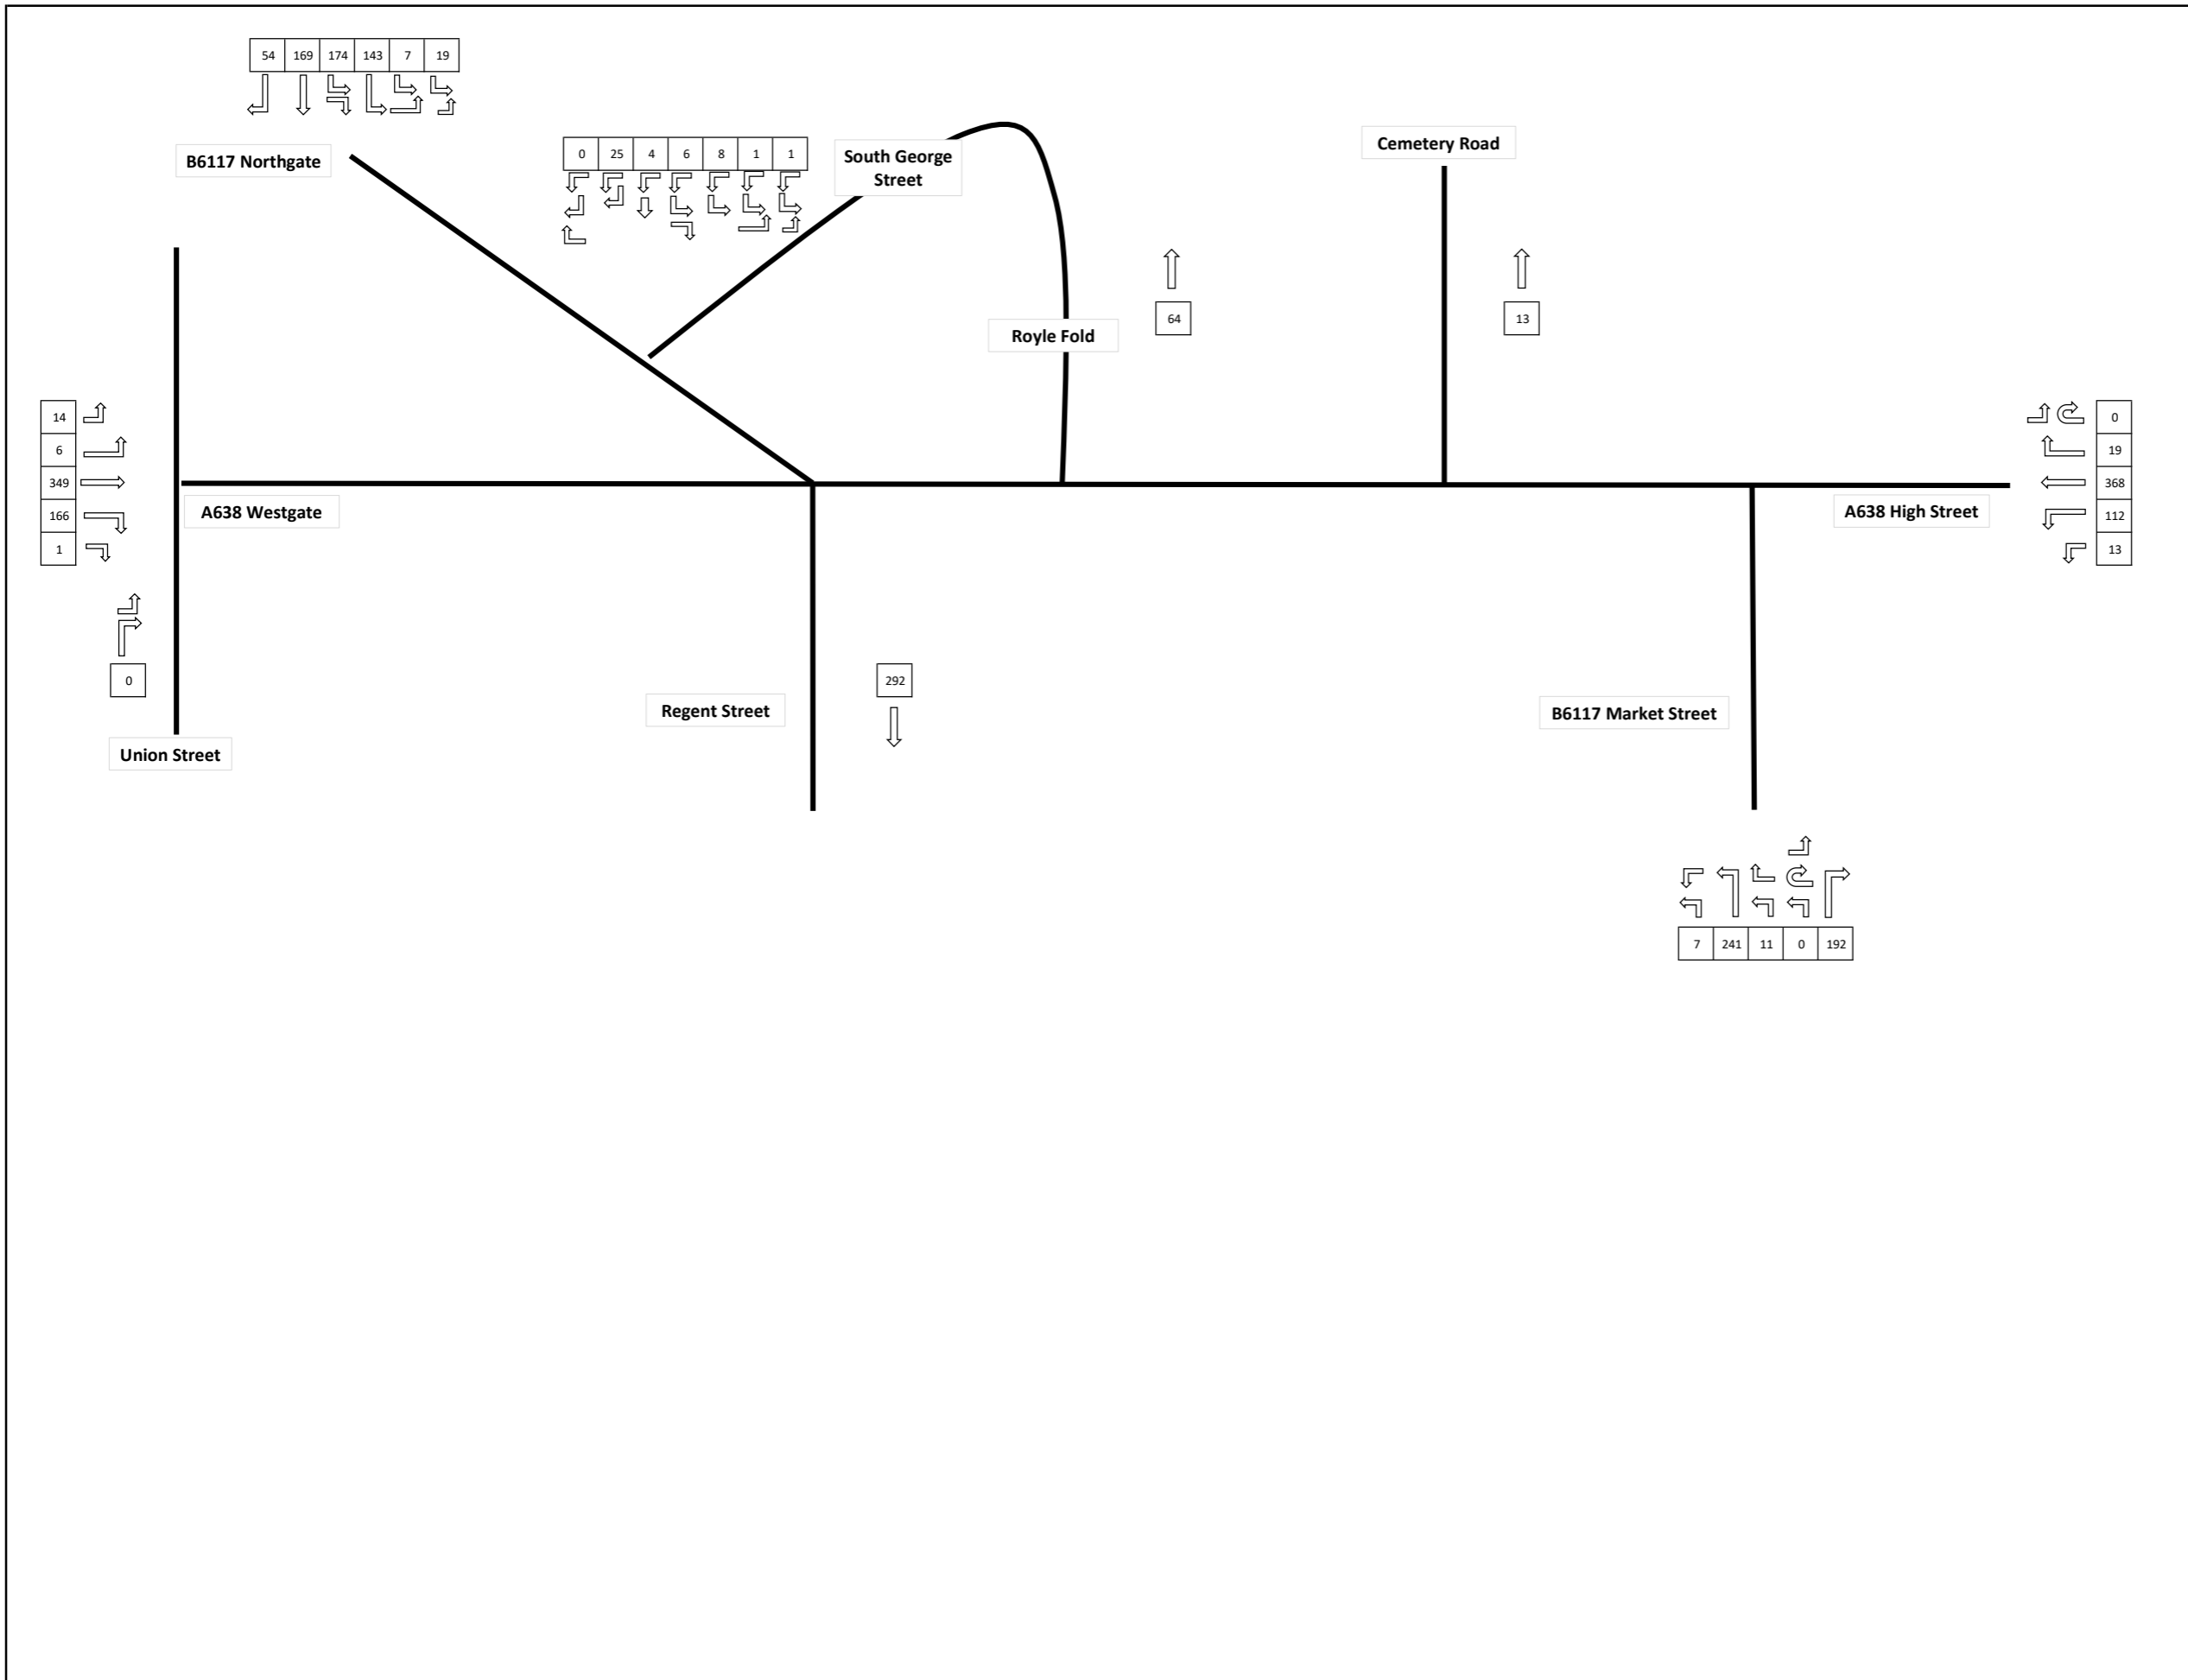 54 169 174 143 7 19
B6117 Northgate
0 25 4 6 8 1 1
South George
Street
Cemetery Road
Royle Fold
64
13
14
6
349
166
1
A638 Westgate
A638 High Street
0
19
368
112
13
0
Union Street
Regent Street
292
B6117 Market Street
7 241 11 0 192